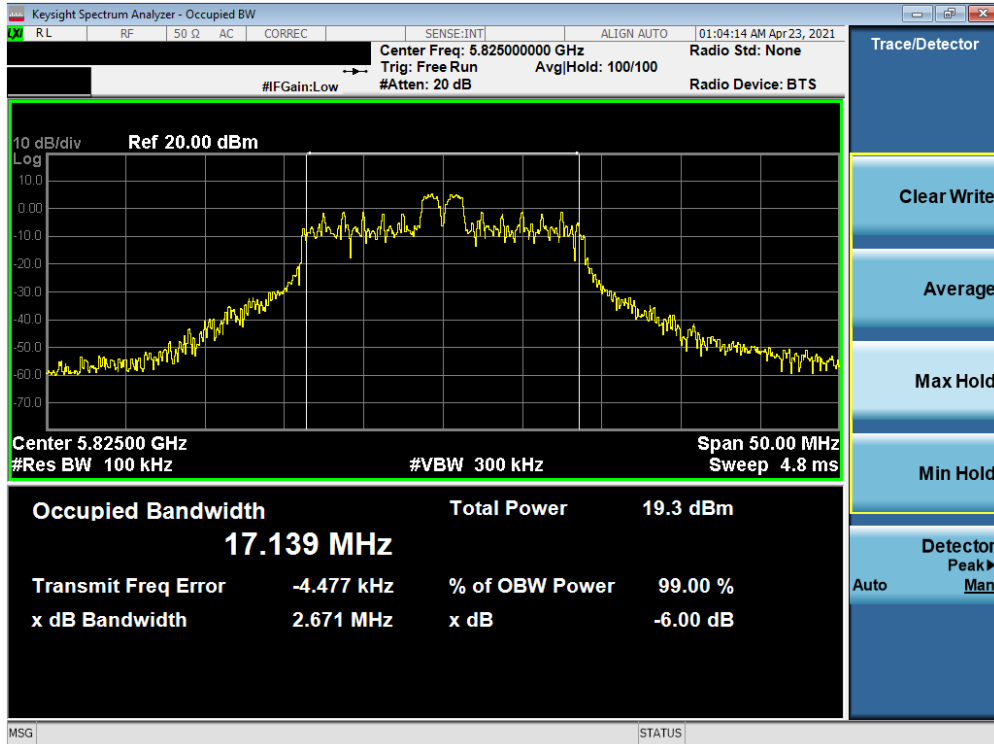 Keysight Spectrum Analyzer - Occupied BW
LXI RL RF 50 Ω AC CORREC SENSE:INT ALIGN AUTO 01:04:14 AM Apr 23, 2021
Center Freq: 5.825000000 GHz Radio Std: None
Trig: Free Run Avg|Hold: 100/100
#IFGain:Low #Atten: 20 dB Radio Device: BTS
Trace/Detector
10 dB/div Ref 20.00 dBm
Log
10.0
0.00
-10.0
-20.0
-30.0
-40.0
-50.0
-60.0
-70.0
Center 5.82500 GHz Span 50.00 MHz
#Res BW 100 kHz #VBW 300 kHz Sweep 4.8 ms
Occupied Bandwidth Total Power 19.3 dBm
17.139 MHz
Transmit Freq Error -4.477 kHz % of OBW Power 99.00 %
x dB Bandwidth 2.671 MHz x dB -6.00 dB
Clear Write
Average
Max Hold
Min Hold
Detector
Peak▶
Auto Man
MSG STATUS